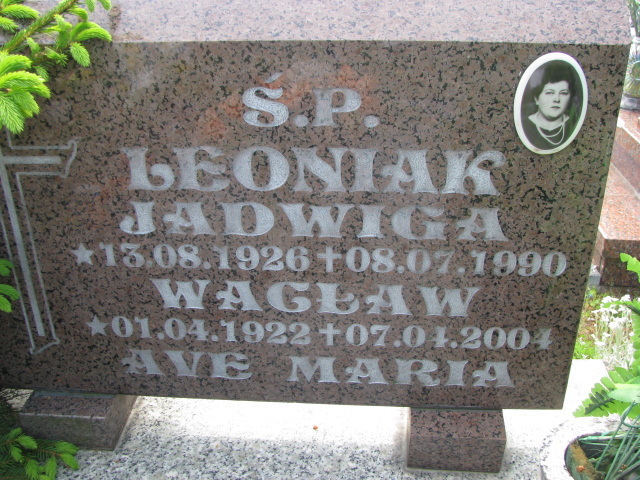 Ś.P.
LEONIAK
JADWIGA
★13.08.1926 ✝08.07.1990
WACŁAW
★01.04.1922 ✝07.04.2004
AVE MARIA